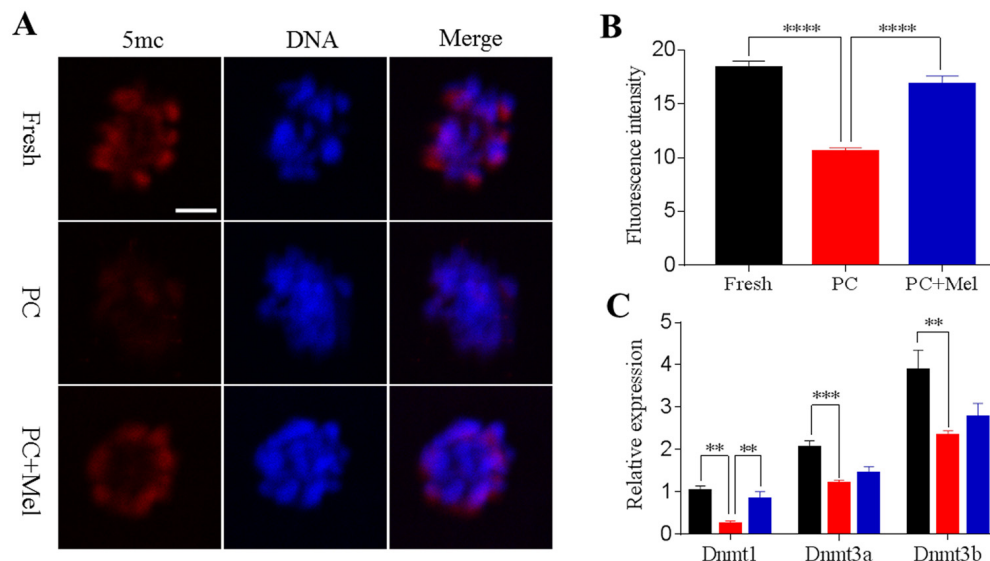 A
5mc DNA Merge
Fresh
PC
PC+Mel
B
**** ****
Fluorescence intensity
20
15
10
5
0
Fresh PC PC+Mel
C
Relative expression
5
4
3
2
1
0
** **
***
**
Dnmt1 Dnmt3a Dnmt3b